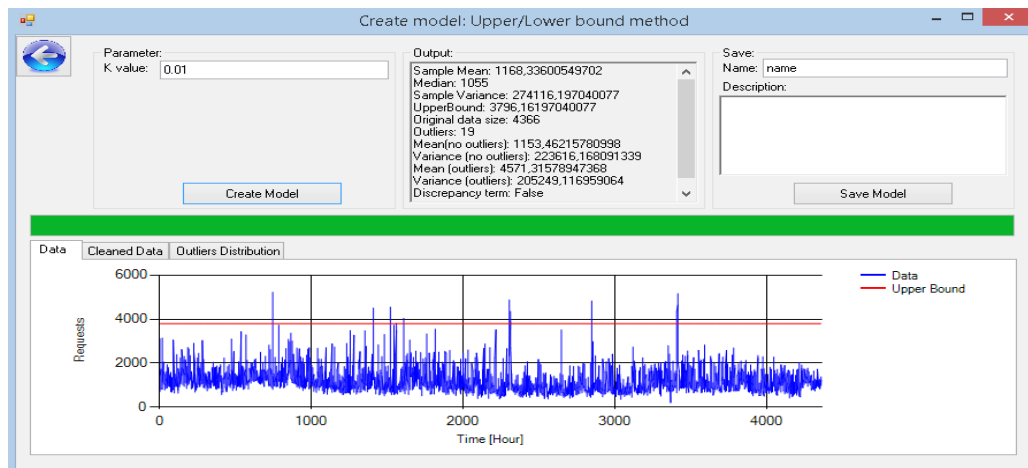 Create model: Upper/Lower bound method
Parameter:
K value: 0.01
Create Model
Output:
Sample Mean: 1168,33600549702
Median: 1055
Sample Variance: 274116,197040077
UpperBound: 3796,16197040077
Original data size: 4366
Outliers: 19
Mean(no outliers): 1153,46215780998
Variance (no outliers): 223616,168091339
Mean (outliers): 4571,31578947368
Variance (outliers): 205249,116959064
Discrepancy term: False
Save:
Name: name
Description:
Save Model
Data
Cleaned Data
Outliers Distribution
6000
4000
2000
0
Requests
0
1000
2000
3000
4000
Time [Hour]
Data
Upper Bound